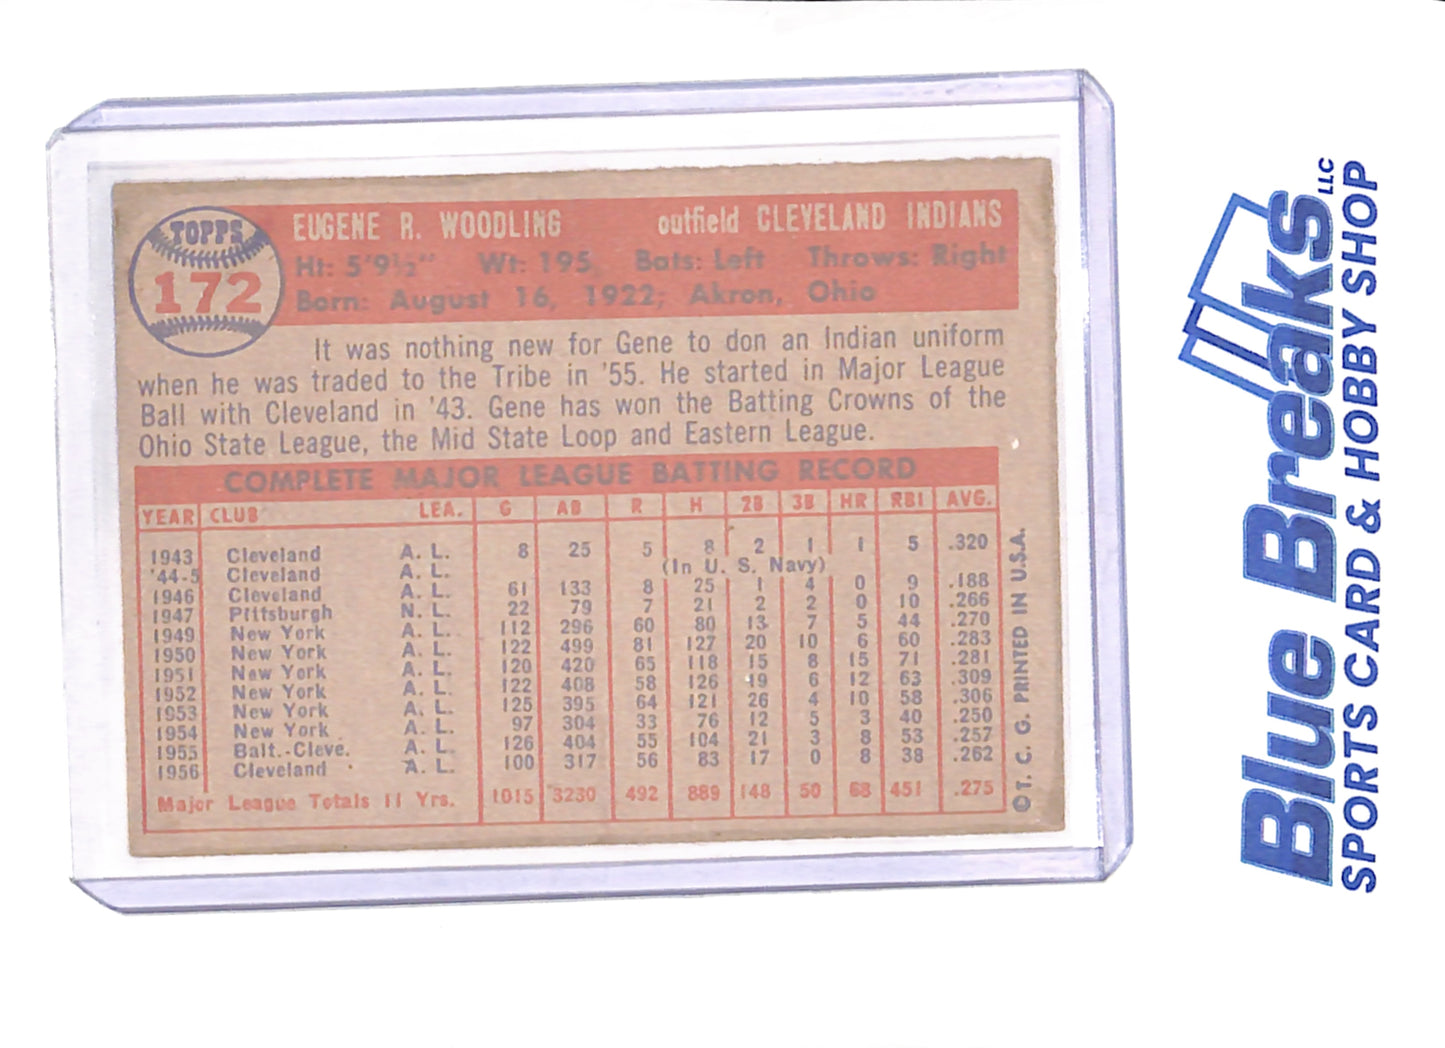 TOPPS
172
EUGENE R. WOODLING outfield CLEVELAND INDIANS
Ht: 5'9½" Wt: 195 Bats: Left Throws: Right
Born: August 16, 1922; Akron, Ohio
It was nothing new for Gene to don an Indian uniform
when he was traded to the Tribe in '55. He started in Major League
Ball with Cleveland in '43. Gene has won the Batting Crowns of the
Ohio State League, the Mid State Loop and Eastern League.
COMPLETE MAJOR LEAGUE BATTING RECORD
YEAR CLUB LEA. G AB R H 2B 3B HR RBI AVG.
1943 Cleveland A. L. 8 25 5 8 2 1 1 5 .320
'44-5 Cleveland A. L. (In U. S. Navy)
1946 Cleveland A. L. 61 133 8 25 1 4 0 9 .188
1947 Pittsburgh N. L. 22 79 7 21 2 2 0 10 .266
1949 New York A. L. 112 296 60 80 13 7 5 44 .270
1950 New York A. L. 122 499 81 127 20 10 6 60 .283
1951 New York A. L. 120 420 65 118 15 8 15 71 .281
1952 New York A. L. 122 408 58 126 19 6 12 63 .309
1953 New York A. L. 125 395 64 121 26 4 10 58 .306
1954 New York A. L. 97 304 33 76 12 5 3 40 .250
1955 Balt.-Cleve. A. L. 126 404 55 104 21 3 8 53 .257
1956 Cleveland A. L. 100 317 56 83 17 0 8 38 .262
Major League Totals 11 Yrs. 1015 3230 492 889 148 50 68 451 .275
©T. C. G. PRINTED IN U.S.A.
Blue Breaks LLC
SPORTS CARD & HOBBY SHOP